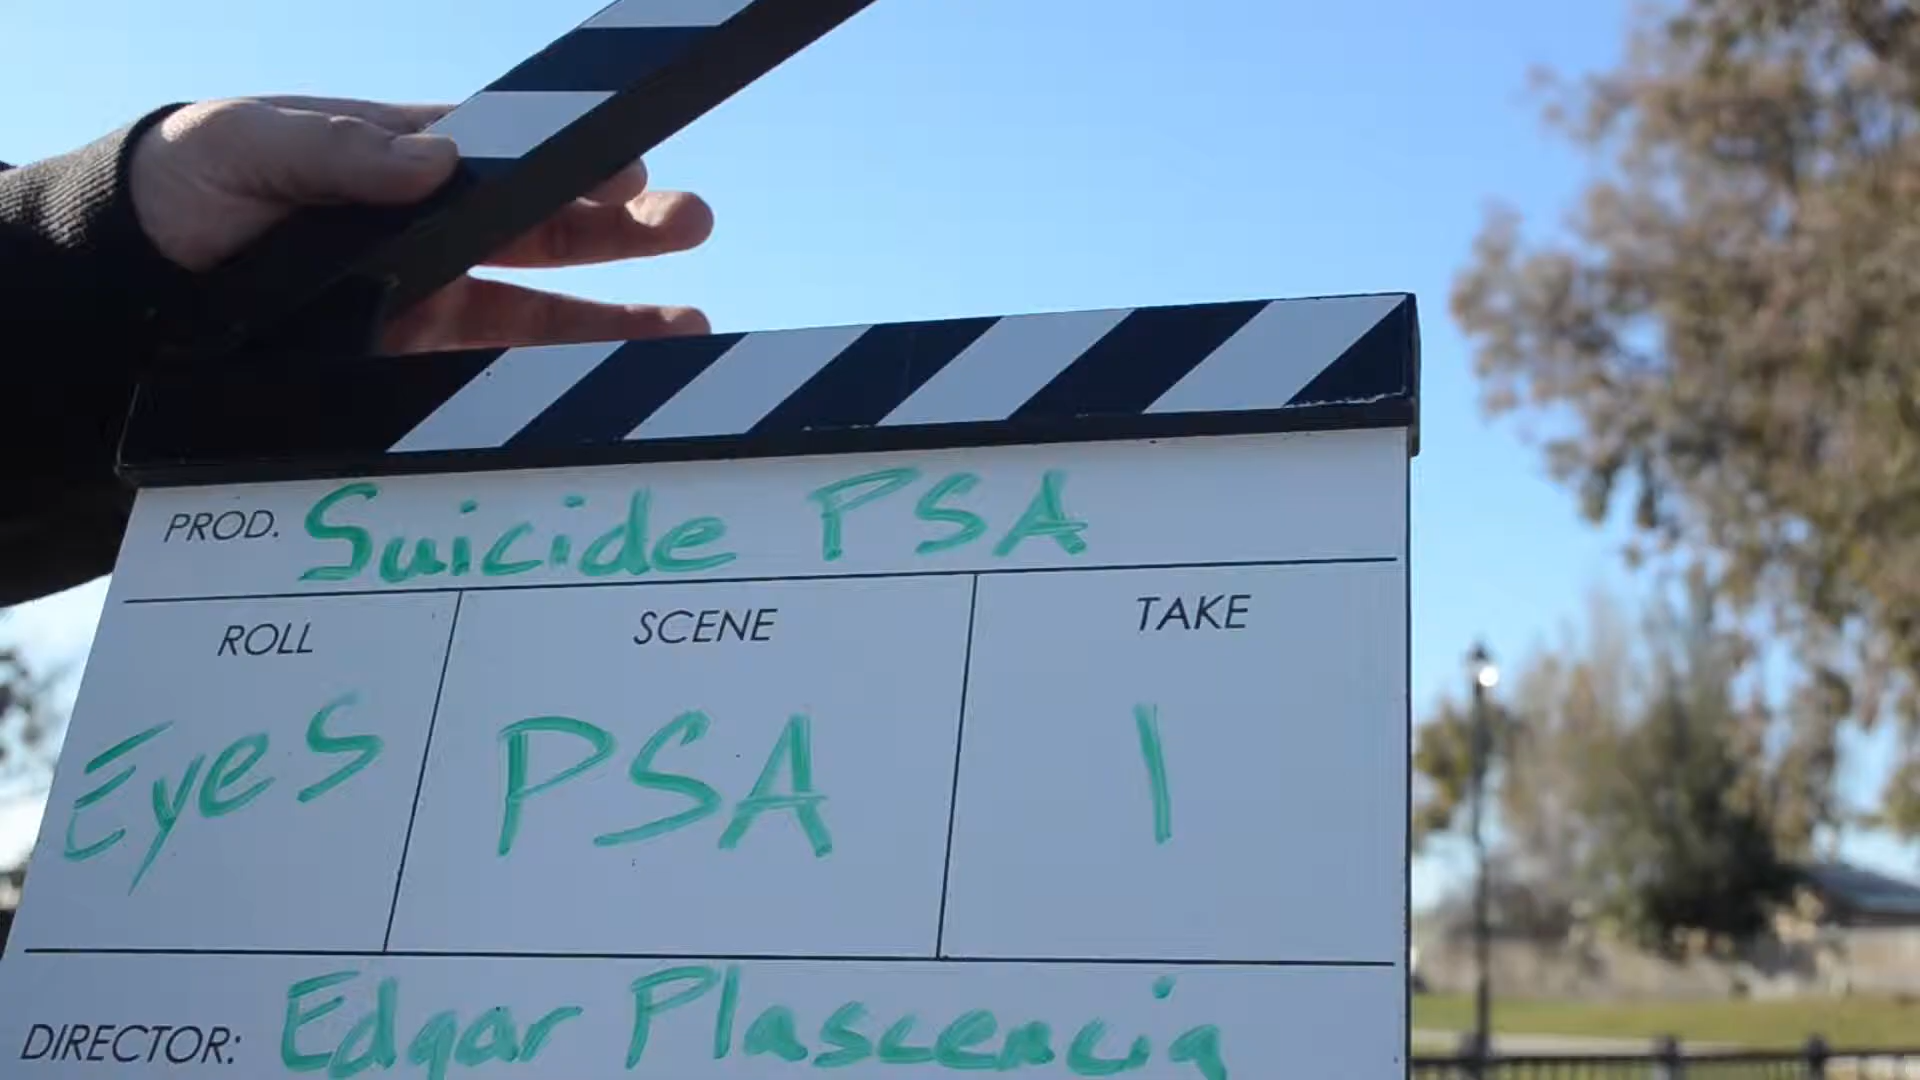 PROD. Suicide PSA
ROLL SCENE TAKE
Eyes PSA 1
DIRECTOR: Edgar Plascencia